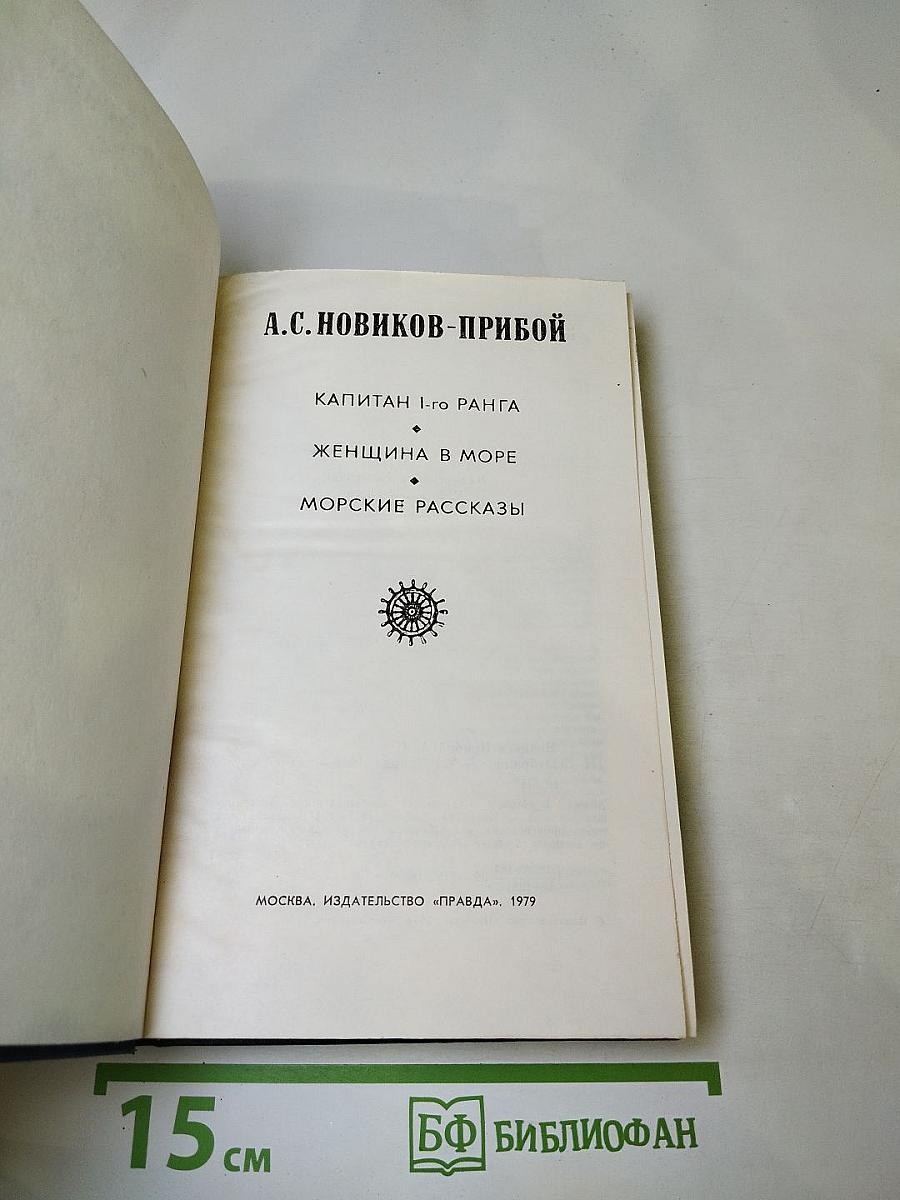 А.С. НОВИКОВ-ПРИБОЙ
КАПИТАН I-го РАНГА
ЖЕНЩИНА В МОРЕ
МОРСКИЕ РАССКАЗЫ
МОСКВА. ИЗДАТЕЛЬСТВО «ПРАВДА». 1979
15 см
БФ БИБЛИОФАН